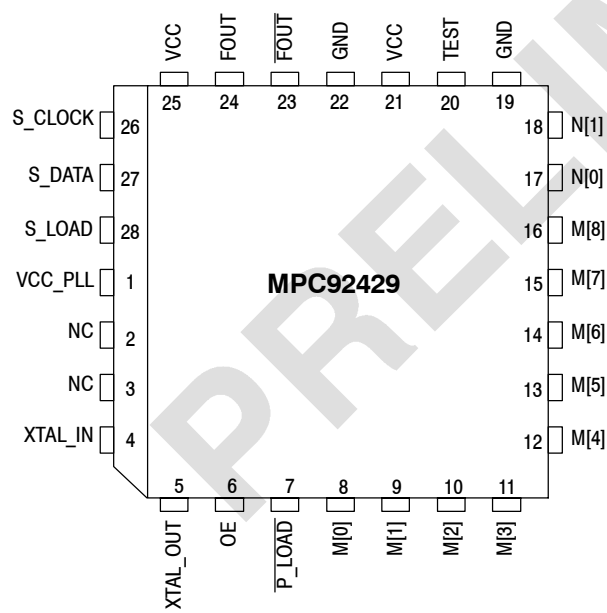 VCC FOUT FOUT GND VCC TEST GND
25 24 23 22 21 20 19
S_CLOCK 26 18 N[1]
S_DATA 27 17 N[0]
S_LOAD 28 16 M[8]
VCC_PLL 1 MPC92429 15 M[7]
NC 2 14 M[6]
NC 3 13 M[5]
XTAL_IN 4 12 M[4]
5 6 7 8 9 10 11
XTAL_OUT OE P_LOAD M[0] M[1] M[2] M[3]
PRELIM